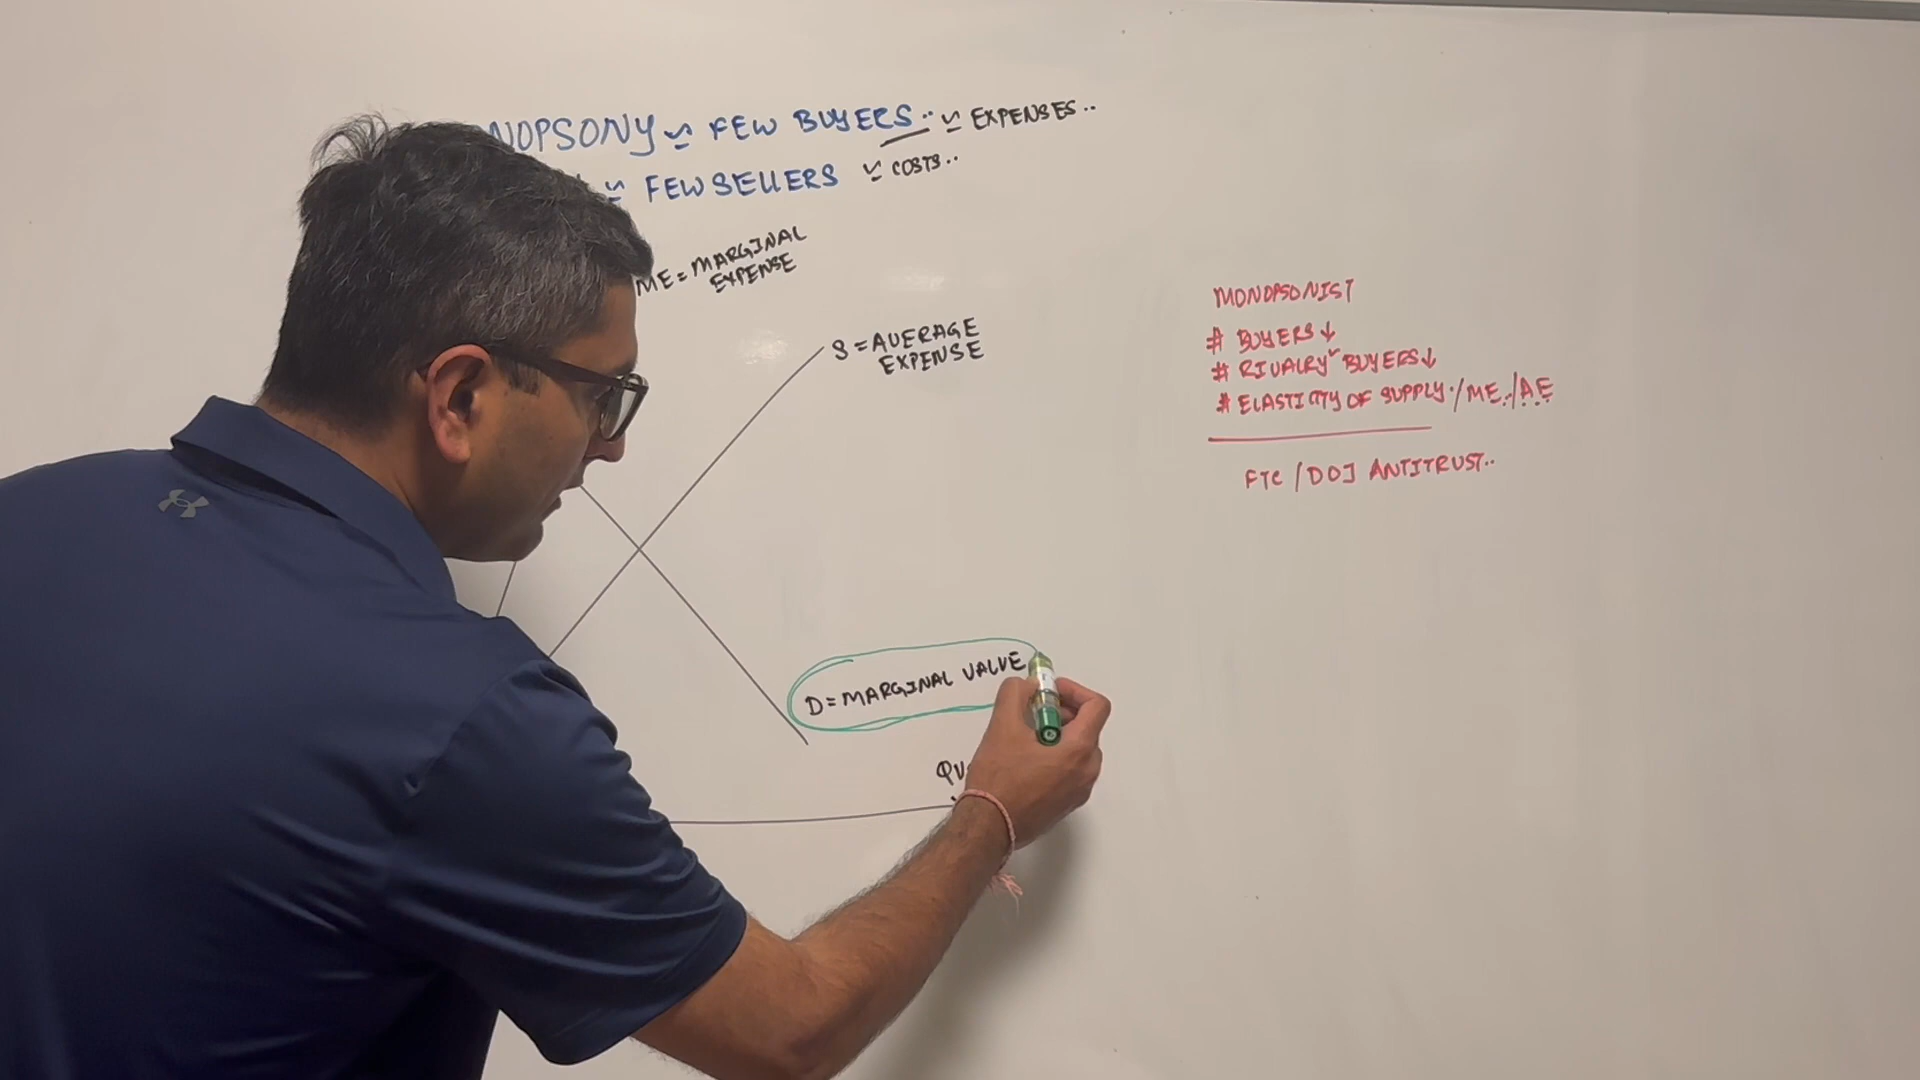 NOPSONY ~ FEW BUYERS.. ~ EXPENSES..
~ FEW SELLERS ~ COSTS..
ME = MARGINAL
EXPENSE
S = AVERAGE
EXPENSE
D = MARGINAL VALUE
QU
MONOPSONIST
# BUYERS ↓
# RIVALRY BUYERS ↓
# ELASTICITY OF SUPPLY. / ME. / AE
FTC / DOJ ANTITRUST..